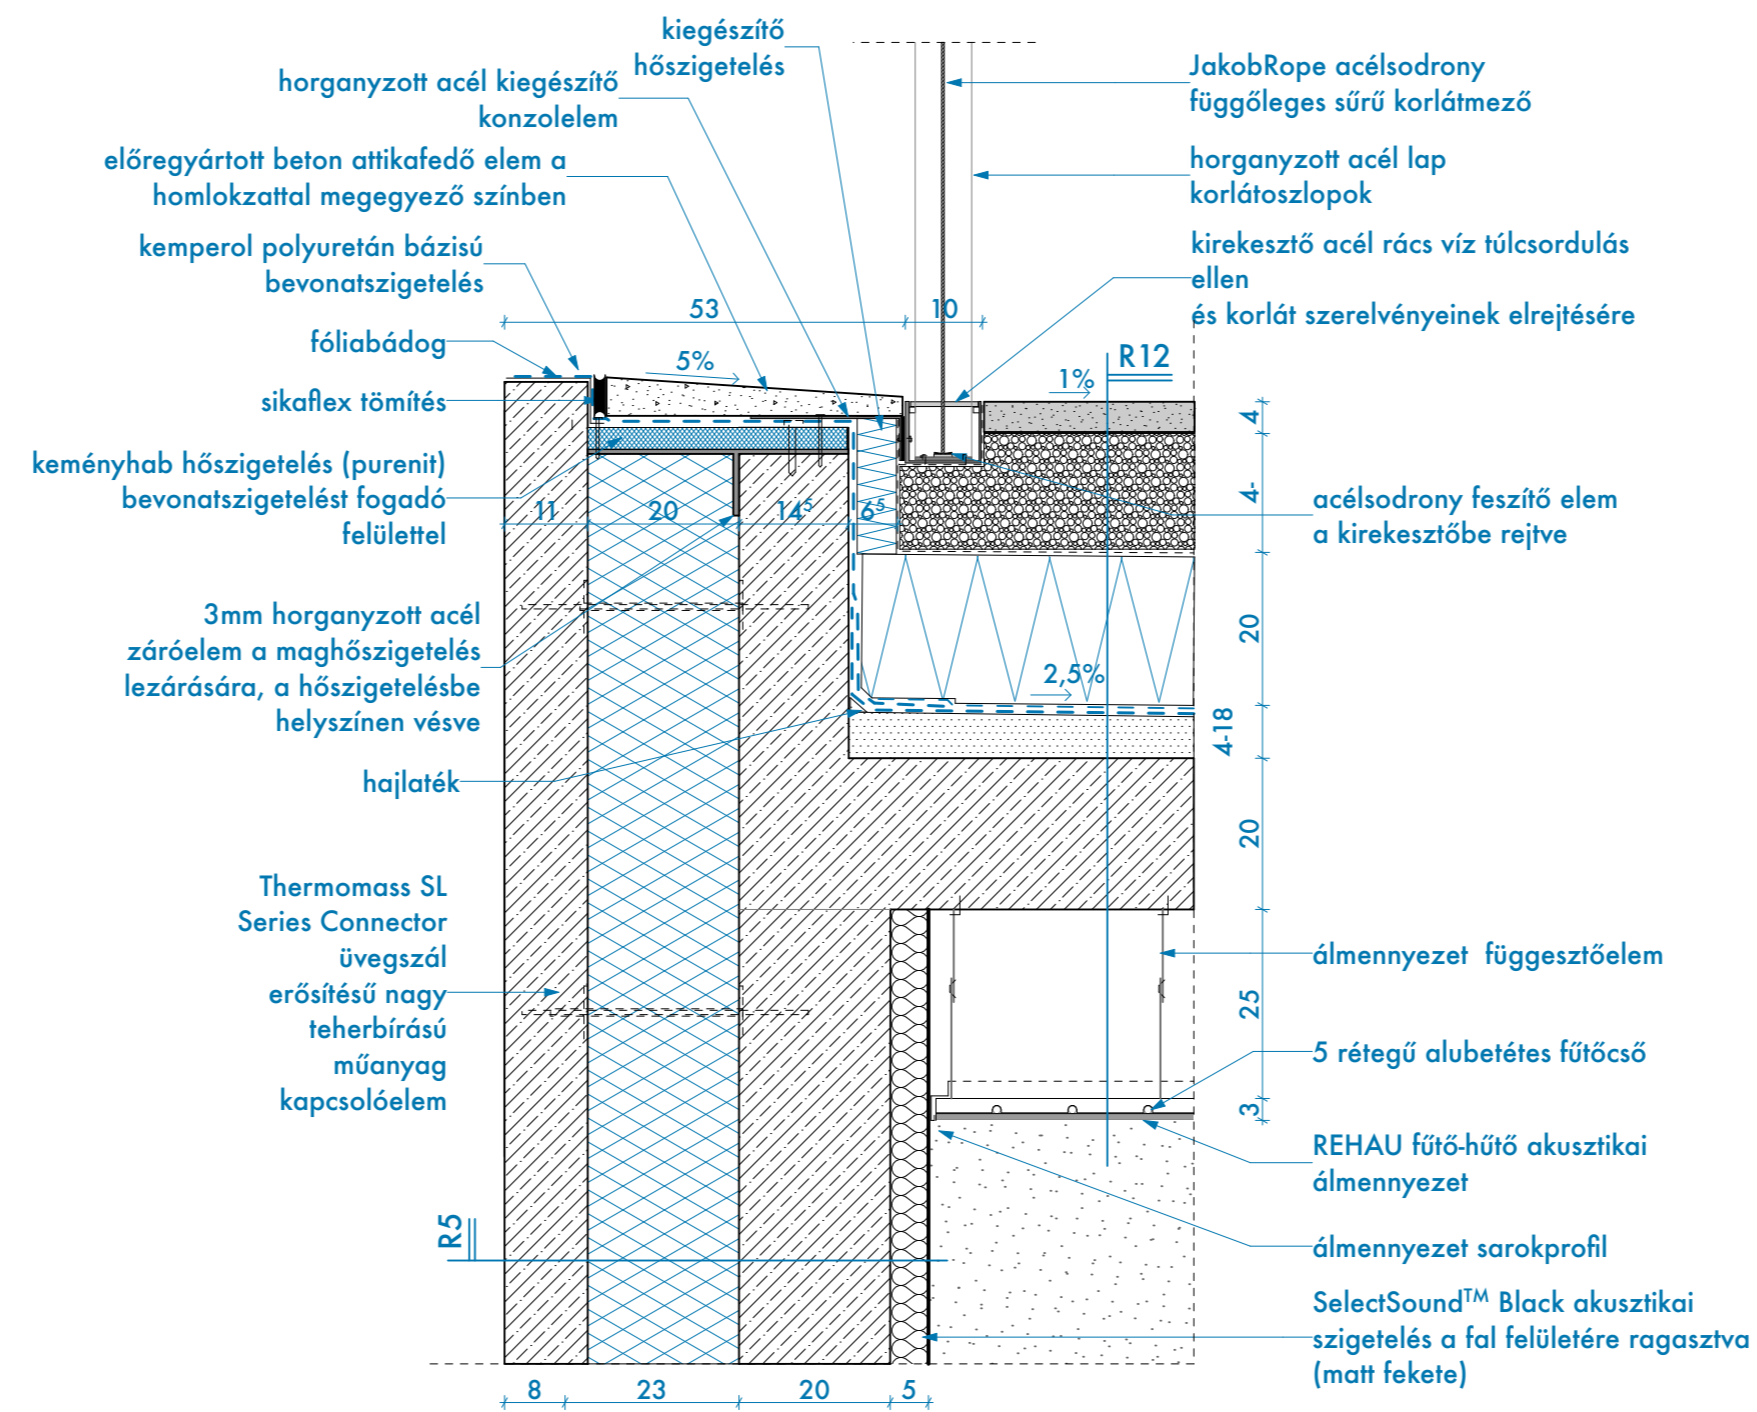 kiegészítő
hőszigetelés
horganyzott acél kiegészítő
konzolelem
előregyártott beton attikafedő elem a
homlokzattal megegyező színben
kemperol polyuretán bázisú
bevonatszigetelés
fóliabádog
sikaflex tömítés
keményhab hőszigetelés (purenit)
bevonatszigetelést fogadó
felülettel
3mm horganyzott acél
záróelem a maghőszigetelés
lezárására, a hőszigetelésbe
helyszínen vésve
hajlaték
Thermomass SL
Series Connector
üvegszál
erősítésű nagy
teherbírású
műanyag
kapcsolóelem
R5
JakobRope acélsodrony
függőleges sűrű korlátmező
horganyzott acél lap
korlátoszlopok
kirekesztő acél rács víz túlcsordulás
ellen
és korlát szerelvényeinek elrejtésére
53
10
5%
1%
R12
11
20
14⁵
6⁵
2,5%
4
4-
20
4-18
20
25
3
acélsodrony feszítő elem
a kirekesztőbe rejtve
álmennyezet függesztőelem
5 rétegű alubetétes fűtőcső
REHAU fűtő-hűtő akusztikai
álmennyezet
álmennyezet sarokprofil
SelectSound™ Black akusztikai
szigetelés a fal felületére ragasztva
(matt fekete)
8
23
20
5